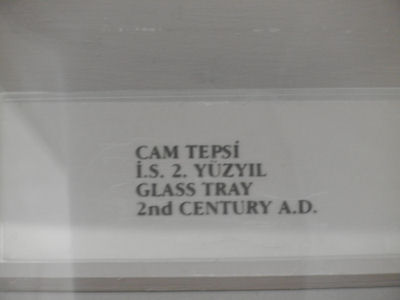 CAM TEPSİ
İ.S. 2. YÜZYIL
GLASS TRAY
2nd CENTURY A.D.